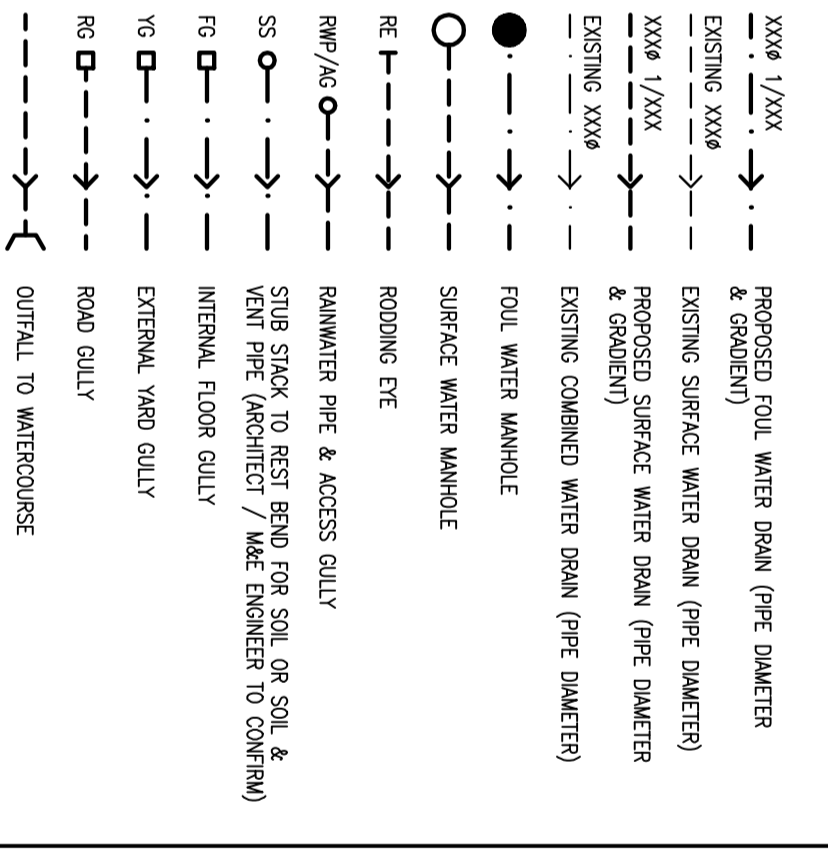 XXXø 1/XXX
PROPOSED FOUL WATER DRAIN (PIPE DIAMETER
& GRADIENT)
EXISTING XXXø
EXISTING SURFACE WATER DRAIN (PIPE DIAMETER)
XXXø 1/XXX
PROPOSED SURFACE WATER DRAIN (PIPE DIAMETER
& GRADIENT)
EXISTING XXXø
EXISTING COMBINED WATER DRAIN (PIPE DIAMETER)
FOUL WATER MANHOLE
SURFACE WATER MANHOLE
RE RODDING EYE
RWP/AG RAINWATER PIPE & ACCESS GULLY
SS STUB STACK TO REST BEND FOR SOIL OR SOIL &
VENT PIPE (ARCHITECT / M&E ENGINEER TO CONFIRM)
FG INTERNAL FLOOR GULLY
YG EXTERNAL YARD GULLY
RG ROAD GULLY
OUTFALL TO WATERCOURSE